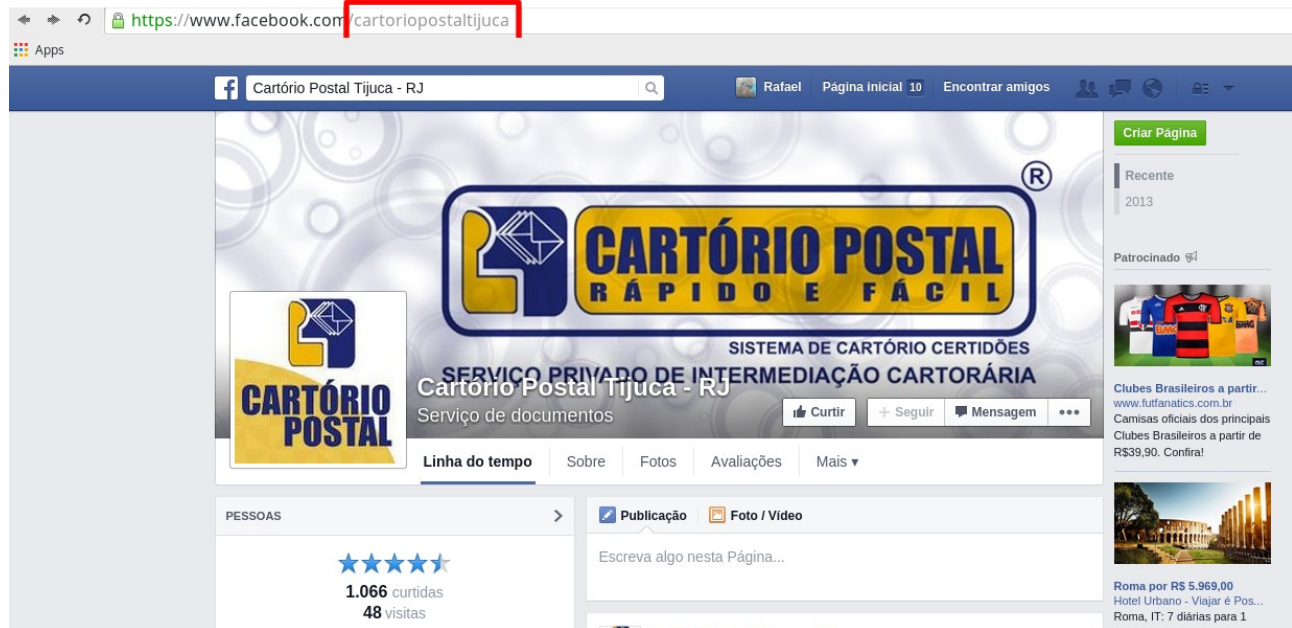 https://www.facebook.com/cartoriopostaltijuca
Apps
f Cartório Postal Tijuca - RJ
Rafael Página inicial 10 Encontrar amigos
Criar Página
Recente
2013
®
CARTÓRIO POSTAL
RÁPIDO E FÁCIL
SISTEMA DE CARTÓRIO CERTIDÕES
SERVIÇO PRIVADO DE INTERMEDIAÇÃO CARTORÁRIA
CARTÓRIO
POSTAL
Cartório Postal Tijuca - RJ
Serviço de documentos
Curtir + Seguir Mensagem •••
Linha do tempo Sobre Fotos Avaliações Mais ▾
PESSOAS >
1.066 curtidas
48 visitas
Publicação Foto / Vídeo
Escreva algo nesta Página...
Patrocinado
BMG
BMG
Clubes Brasileiros a partir...
www.futfanatics.com.br
Camisas oficiais dos principais
Clubes Brasileiros a partir de
R$39,90. Confira!
Roma por R$ 5.969,00
Hotel Urbano - Viajar é Pos...
Roma, IT: 7 diárias para 1